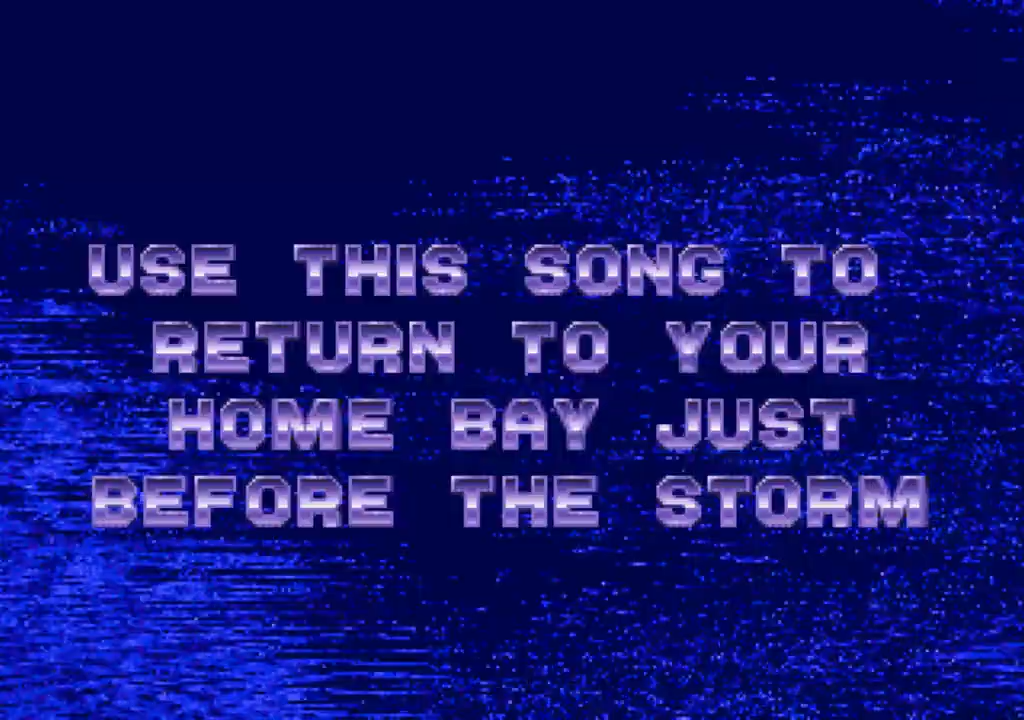 USE THIS SONG TO
RETURN TO YOUR
HOME BAY JUST
BEFORE THE STORM